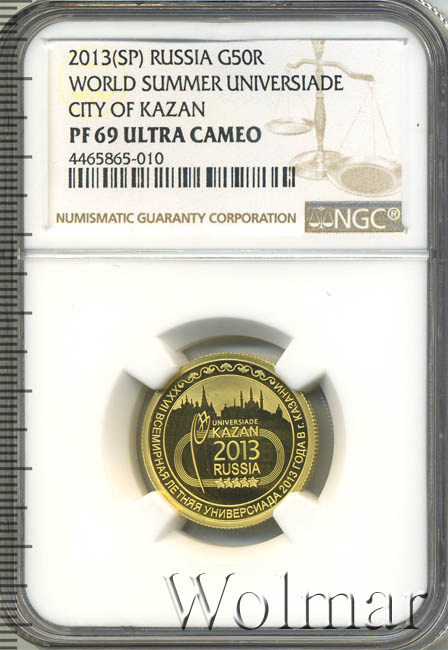 2013(SP) RUSSIA G50R
WORLD SUMMER UNIVERSIADE
CITY OF KAZAN
PF 69 ULTRA CAMEO
4465865-010
NUMISMATIC GUARANTY CORPORATION
NGC®
XXVII ВСЕМИРНАЯ ЛЕТНЯЯ УНИВЕРСИАДА 2013 ГОДА В г. КАЗАНИ
UNIVERSIADE
KAZAN
2013
RUSSIA
Wolmar